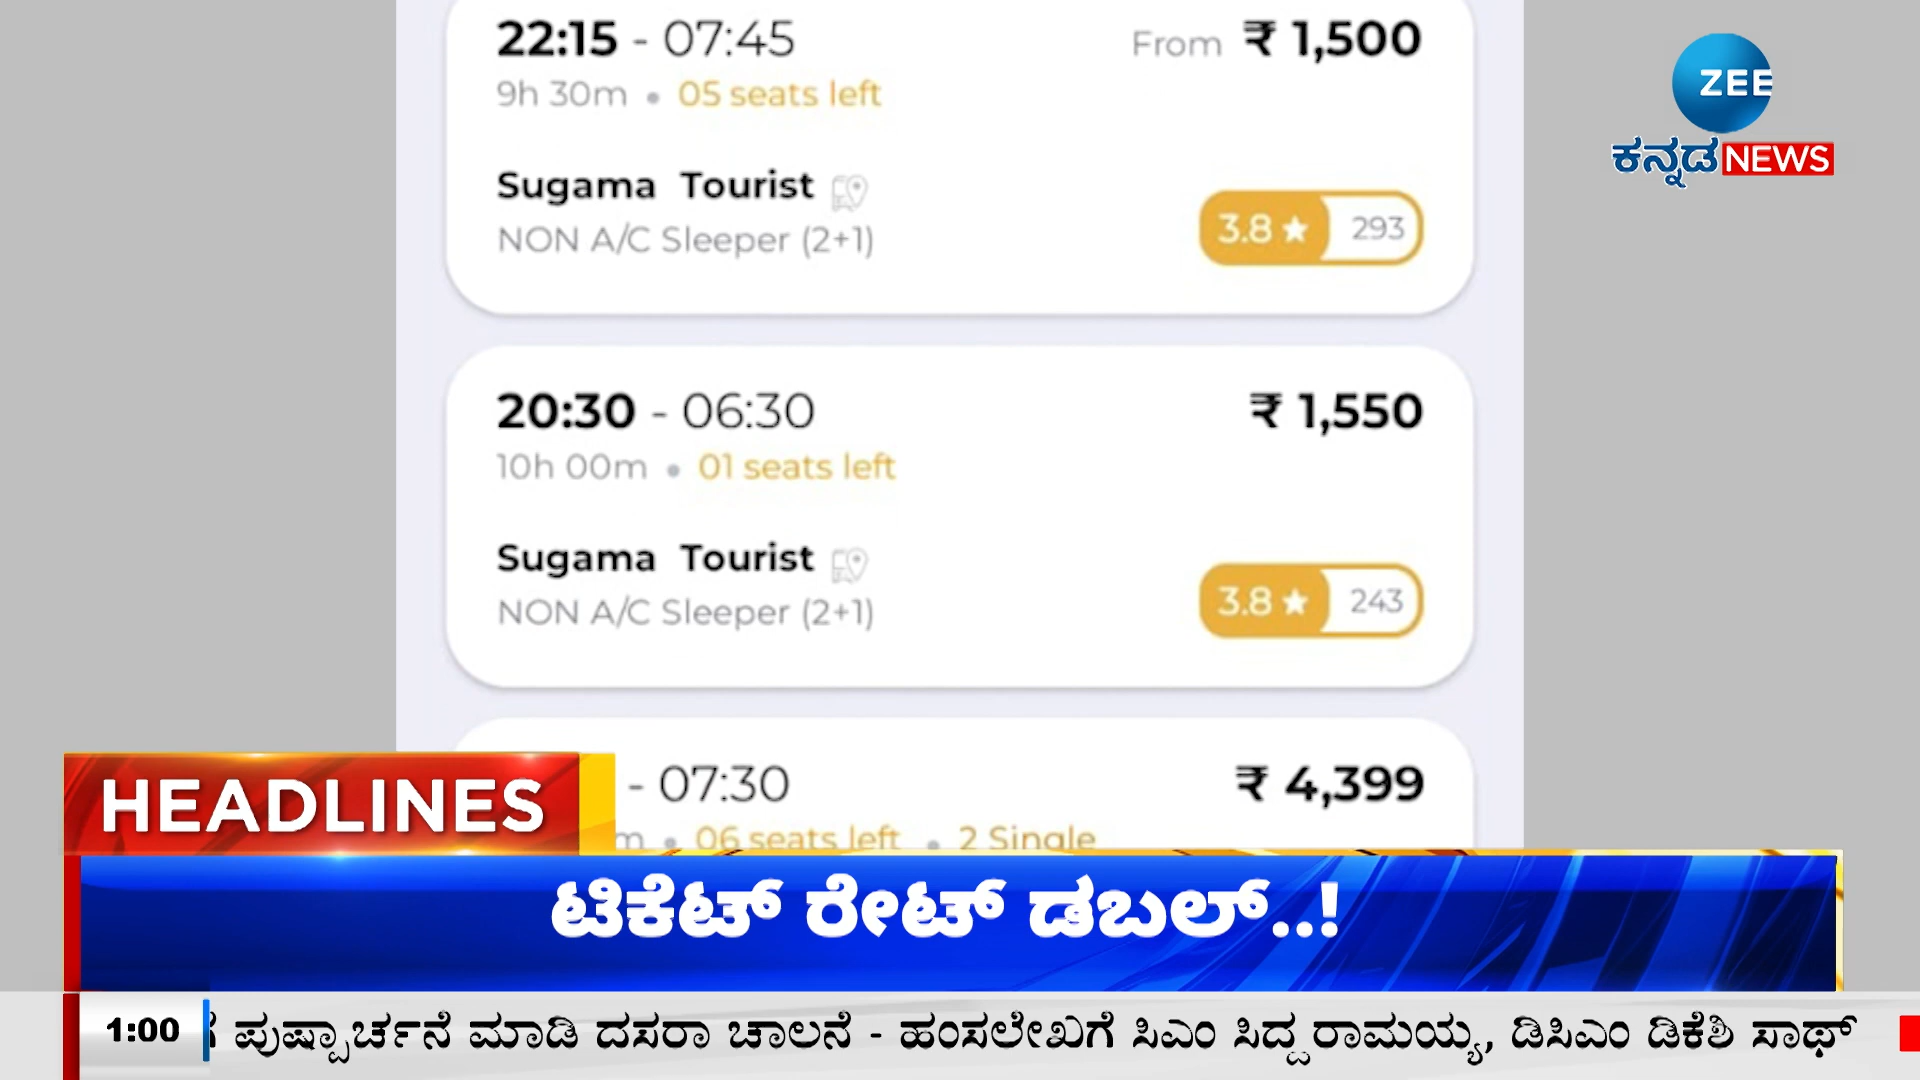 22:15 - 07:45
From ₹ 1,500
9h 30m • 05 seats left
Sugama Tourist
NON A/C Sleeper (2+1)
3.8 ★ 293
ZEE
ಕನ್ನಡ NEWS
20:30 - 06:30
₹ 1,550
10h 00m • 01 seats left
Sugama Tourist
NON A/C Sleeper (2+1)
3.8 ★ 243
- 07:30
₹ 4,399
m • 06 seats left • 2 Single
HEADLINES
ಟಿಕೆಟ್ ರೇಟ್ ಡಬಲ್..!
1:00
ಪುಷ್ಪಾರ್ಚನೆ ಮಾಡಿ ದಸರಾ ಚಾಲನೆ - ಹಂಸಲೇಖಗೆ ಸಿಎಂ ಸಿದ್ದರಾಮಯ್ಯ, ಡಿಸಿಎಂ ಡಿಕೆಶಿ ಸಾಥ್